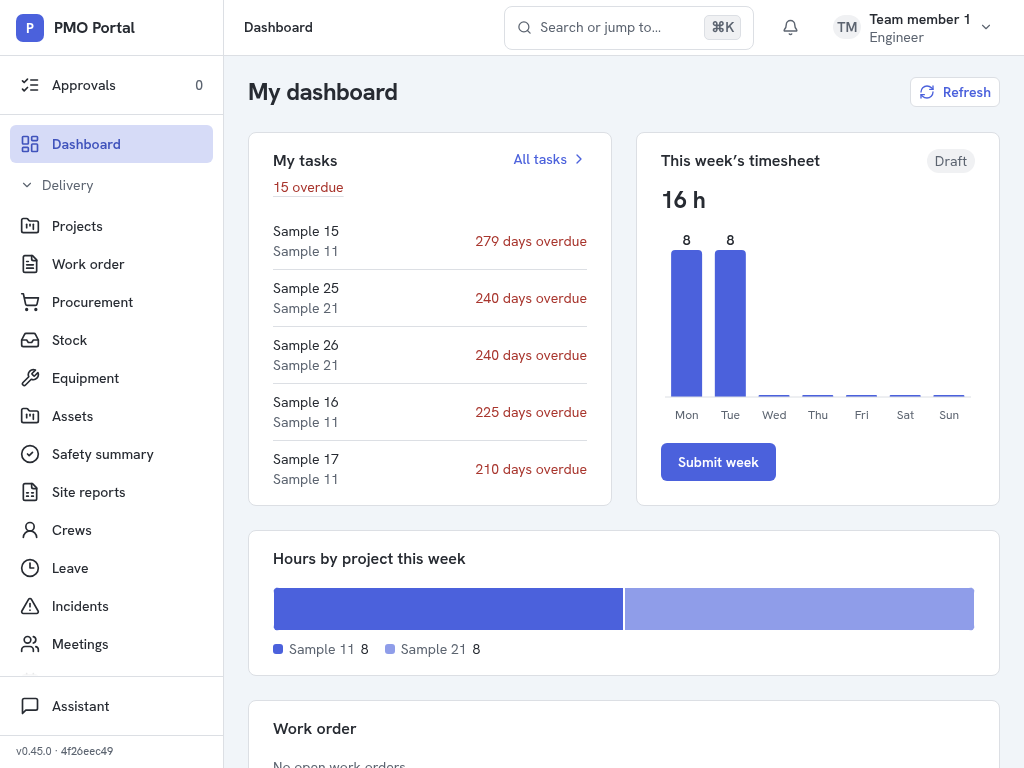 P PMO Portal
Dashboard
Search or jump to...
⌘K
TM
Team member 1
Engineer
Approvals 0
Dashboard
Delivery
Projects
Work order
Procurement
Stock
Equipment
Assets
Safety summary
Site reports
Crews
Leave
Incidents
Meetings
Assistant
v0.45.0 · 4f26eec49
My dashboard
Refresh
My tasks
All tasks
15 overdue
Sample 15
Sample 11
279 days overdue
Sample 25
Sample 21
240 days overdue
Sample 26
Sample 21
240 days overdue
Sample 16
Sample 11
225 days overdue
Sample 17
Sample 11
210 days overdue
This week’s timesheet
Draft
16 h
8 8
Mon Tue Wed Thu Fri Sat Sun
Submit week
Hours by project this week
Sample 11 8 Sample 21 8
Work order
No open work orders